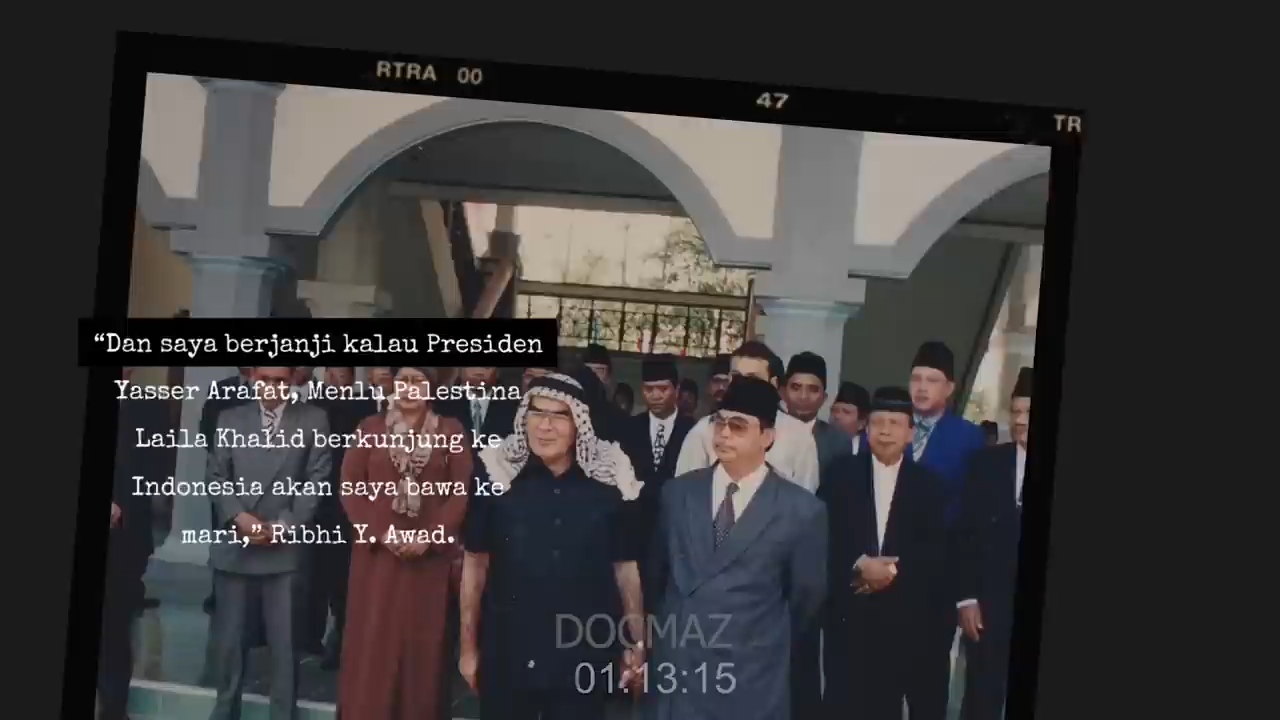 RTRA 00
47
TR
“Dan saya berjanji kalau Presiden
Yasser Arafat, Menlu Palestina
Laila Khalid berkunjung ke
Indonesia akan saya bawa ke
mari,” Ribhi Y. Awad.
DOCMAZ
01:13:15